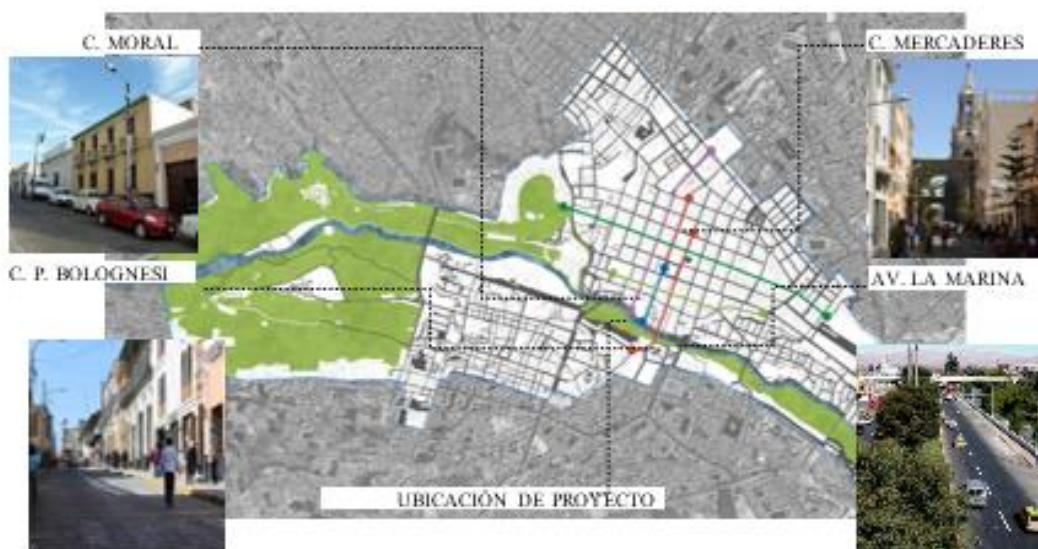 C. MORAL
C. MERCADERES
C. P. BOLOGNESI
AV. LA MARINA
UBICACIÓN DE PROYECTO